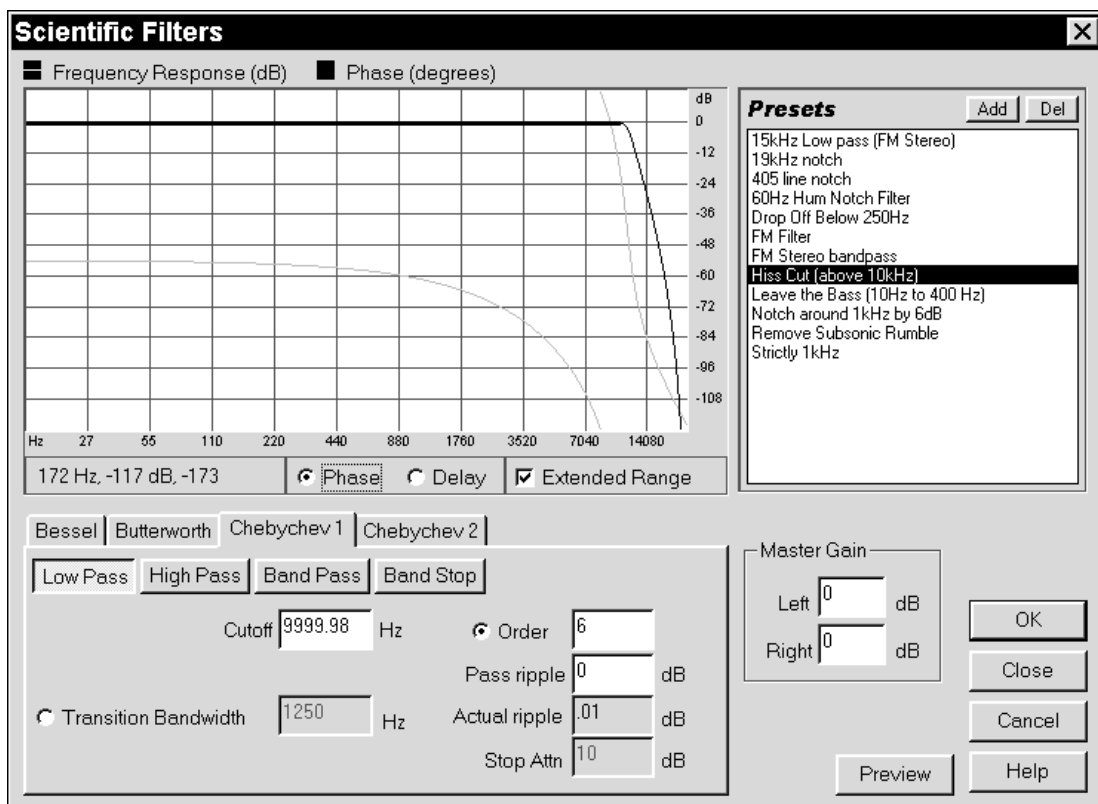 Scientific Filters
Frequency Response (dB) Phase (degrees)
dB
0
-12
-24
-36
-48
-60
-72
-84
-96
-108
Hz 27 55 110 220 440 880 1760 3520 7040 14080
172 Hz, -117 dB, -173 Phase Delay Extended Range
Presets Add Del
15kHz Low pass (FM Stereo)
19kHz notch
405 line notch
60Hz Hum Notch Filter
Drop Off Below 250Hz
FM Filter
FM Stereo bandpass
Hiss Cut (above 10kHz)
Leave the Bass (10Hz to 400 Hz)
Notch around 1kHz by 6dB
Remove Subsonic Rumble
Strictly 1kHz
Bessel Butterworth Chebychev 1 Chebychev 2
Low Pass High Pass Band Pass Band Stop
Cutoff 9999.98 Hz Order 6
Pass ripple 0 dB
Transition Bandwidth 1250 Hz Actual ripple .01 dB
Stop Attn 10 dB
Master Gain
Left 0 dB
Right 0 dB
OK
Close
Cancel
Preview Help